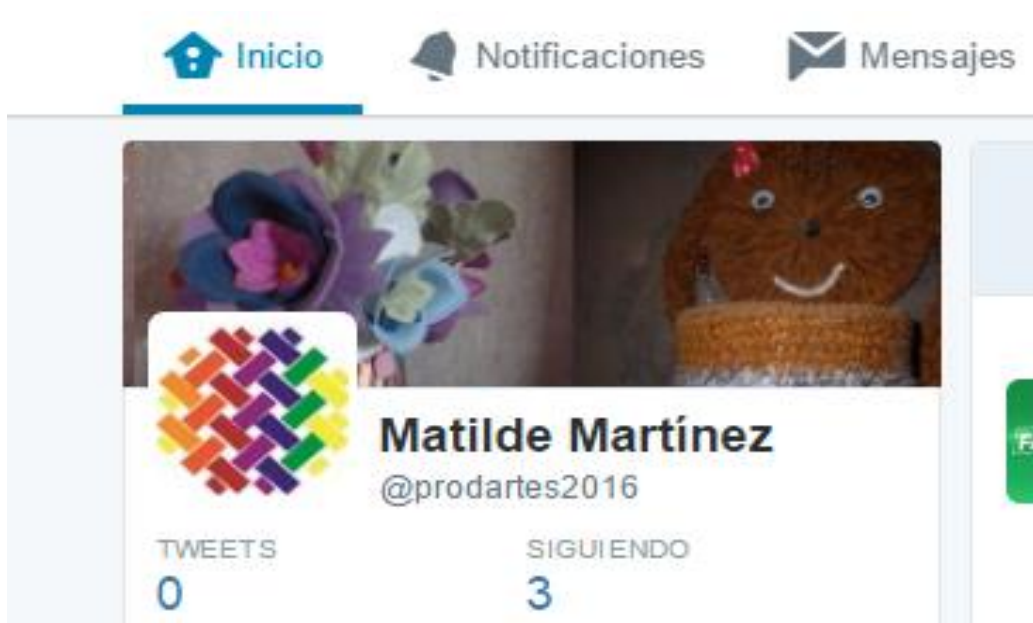 Inicio Notificaciones Mensajes
Matilde Martínez
@prodartes2016
TWEETS SIGUIENDO
0 3